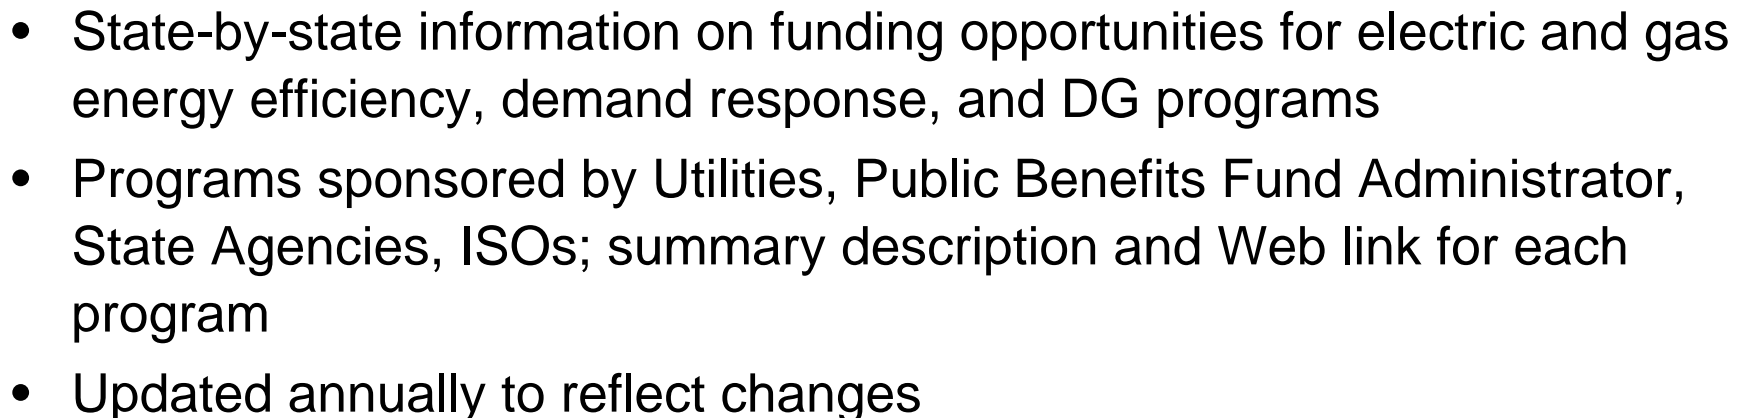 • State-by-state information on funding opportunities for electric and gas
energy efficiency, demand response, and DG programs
• Programs sponsored by Utilities, Public Benefits Fund Administrator,
State Agencies, ISOs; summary description and Web link for each
program
• Updated annually to reflect changes